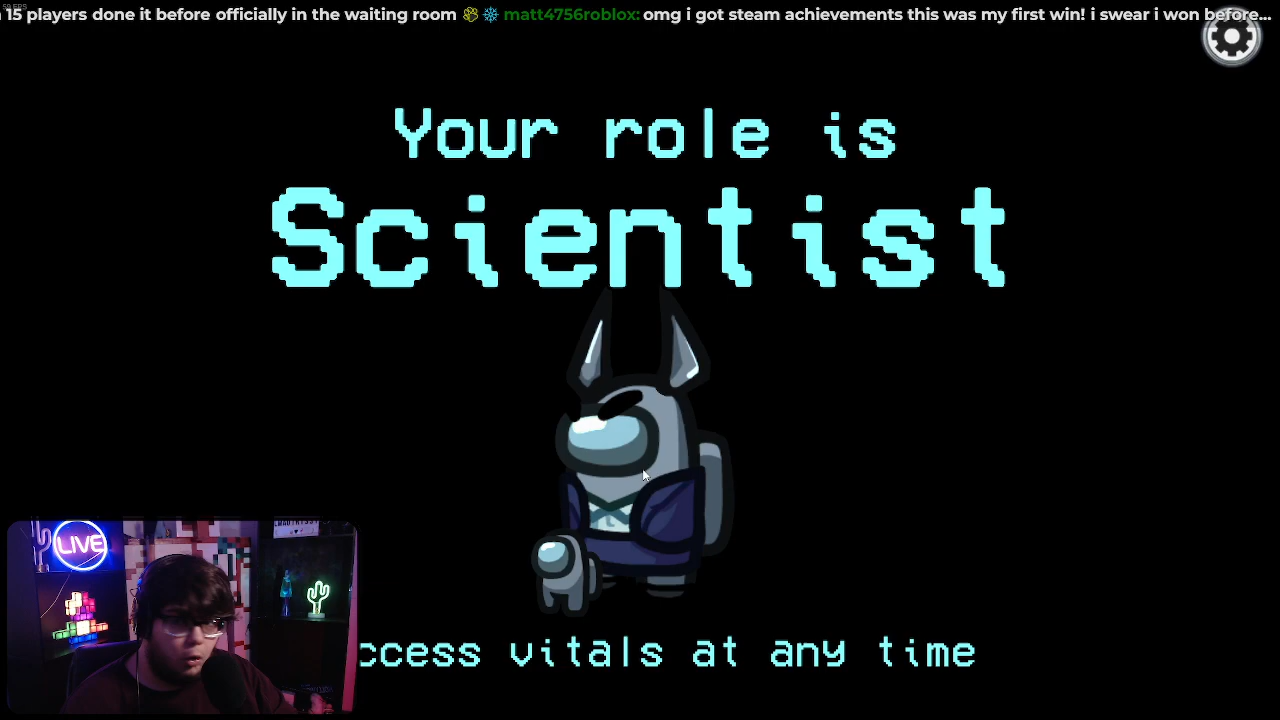 15 players done it before officially in the waiting room matt4756roblox: omg i got steam achievements this was my first win! i swear i won before...
Your role is
Scientist
ccess vitals at any time
LIVE